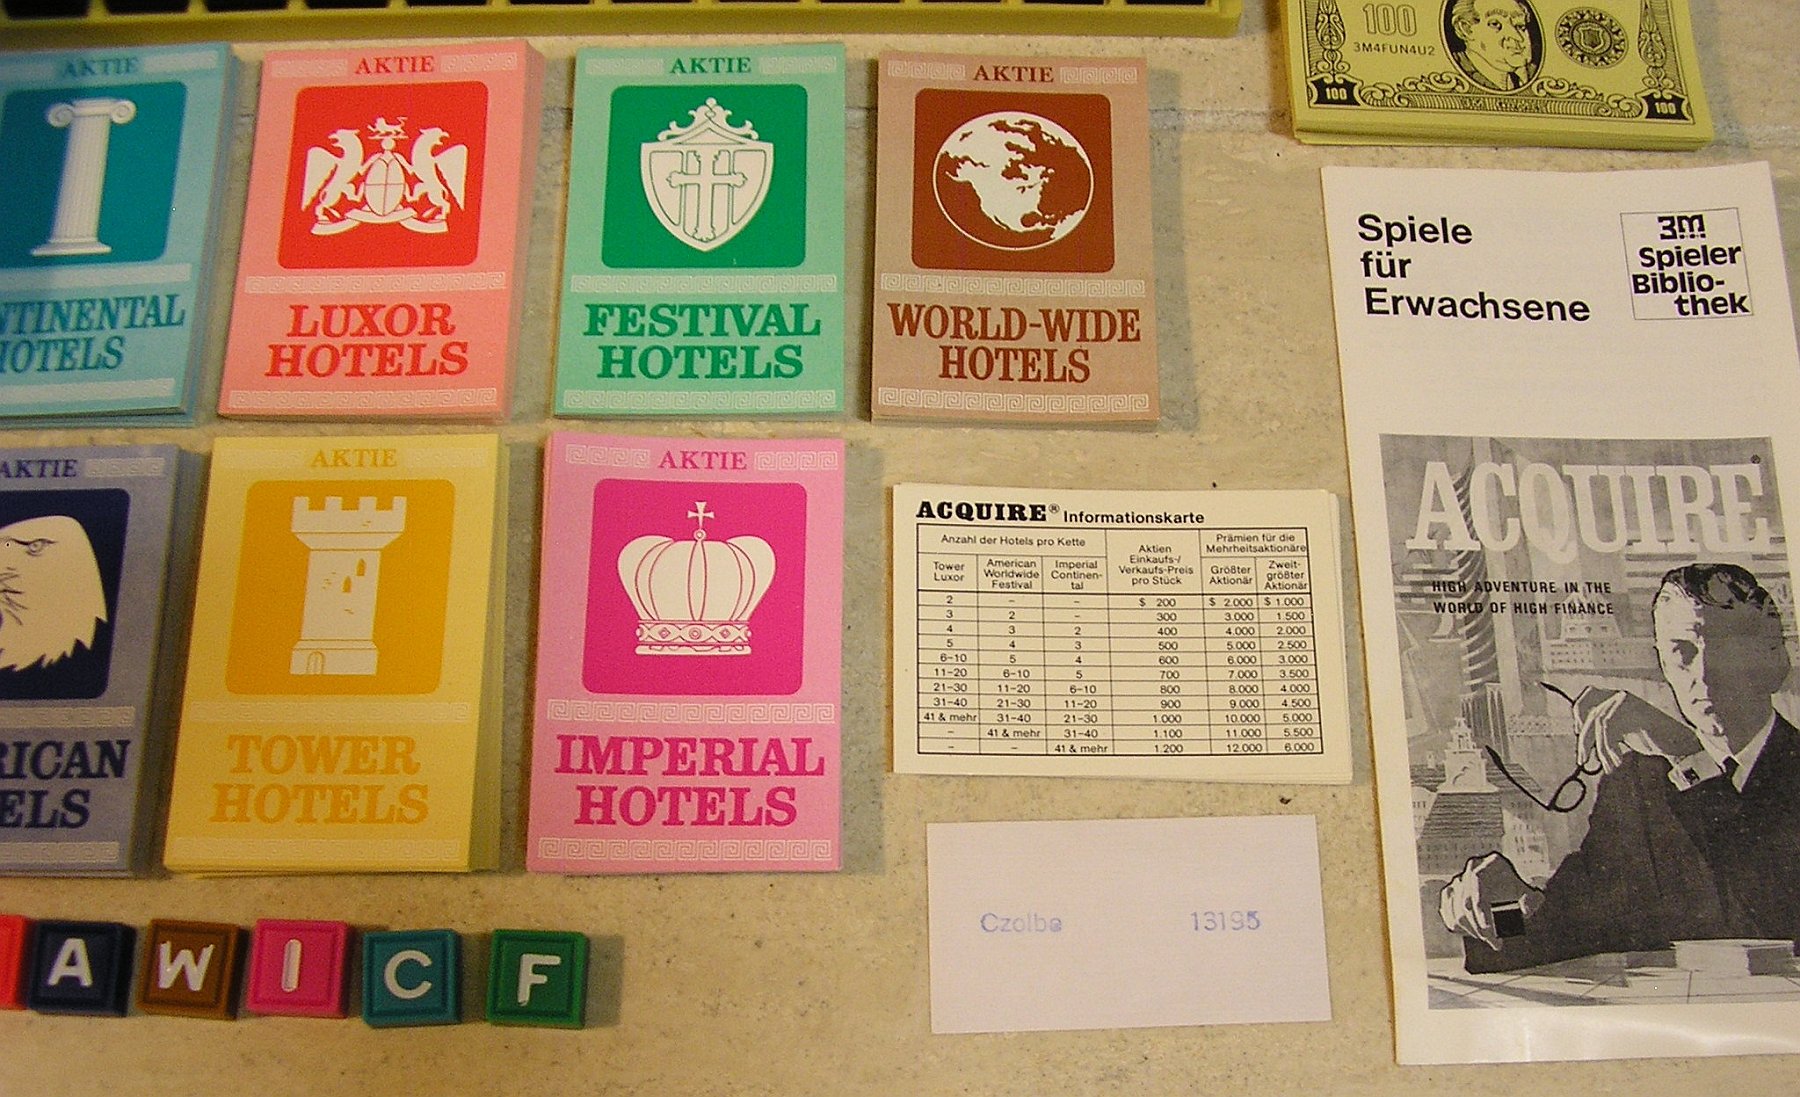 100
3M4FUN4U2
100
100
AKTIE
NTINENTAL
HOTELS
AKTIE
LUXOR
HOTELS
AKTIE
FESTIVAL
HOTELS
AKTIE
WORLD-WIDE
HOTELS
AKTIE
RICAN
ELS
AKTIE
TOWER
HOTELS
AKTIE
IMPERIAL
HOTELS
ACQUIRE® Informationskarte
Anzahl der Hotels pro Kette
Aktien
Einkaufs-/
Verkaufs-Preis
pro Stück
Prämien für die
Mehrheitsaktionäre
Tower
Luxor
American
Worldwide
Festival
Imperial
Continen-
tal
Größter
Aktionär
Zweit-
größter
Aktionär
2 – – $ 200 $ 2.000 $ 1.000
3 2 – 300 3.000 1.500
4 3 2 400 4.000 2.000
5 4 3 500 5.000 2.500
6–10 5 4 600 6.000 3.000
11–20 6–10 5 700 7.000 3.500
21–30 11–20 6–10 800 8.000 4.000
31–40 21–30 11–20 900 9.000 4.500
41 & mehr 31–40 21–30 1.000 10.000 5.000
– 41 & mehr 31–40 1.100 11.000 5.500
– – 41 & mehr 1.200 12.000 6.000
Czolba 13195
Spiele
für
Erwachsene
3M
Spieler
Biblio-
thek
ACQUIRE®
HIGH ADVENTURE IN THE
WORLD OF HIGH FINANCE
A
W
I
C
F